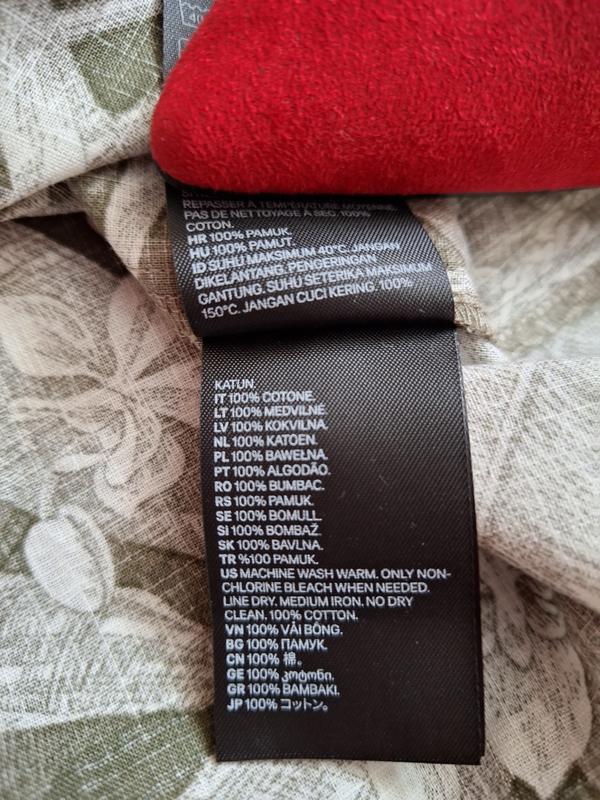 40
REPASSER À TEMPÉRATURE MOYENNE.
PAS DE NETTOYAGE À SEC. 100%
COTON.
HR 100% PAMUK.
HU 100% PAMUT.
ID SUHU MAKSIMUM 40°C. JANGAN
DIKELANTANG. PENGERINGAN
GANTUNG. SUHU SETERIKA MAKSIMUM
150°C. JANGAN CUCI KERING. 100%
KATUN.
IT 100% COTONE.
LT 100% MEDVILNĖ.
LV 100% KOKVILNA.
NL 100% KATOEN.
PL 100% BAWEŁNA.
PT 100% ALGODÃO.
RO 100% BUMBAC.
RS 100% PAMUK.
SE 100% BOMULL.
SI 100% BOMBAŽ.
SK 100% BAVLNA.
TR %100 PAMUK.
US MACHINE WASH WARM. ONLY NON-
CHLORINE BLEACH WHEN NEEDED.
LINE DRY. MEDIUM IRON. NO DRY
CLEAN. 100% COTTON.
VN 100% VẢI BÔNG.
BG 100% ПАМУК.
CN 100% 棉。
GE 100% კოტონი.
GR 100% ΒΑΜΒΑΚΙ.
JP 100% コットン。